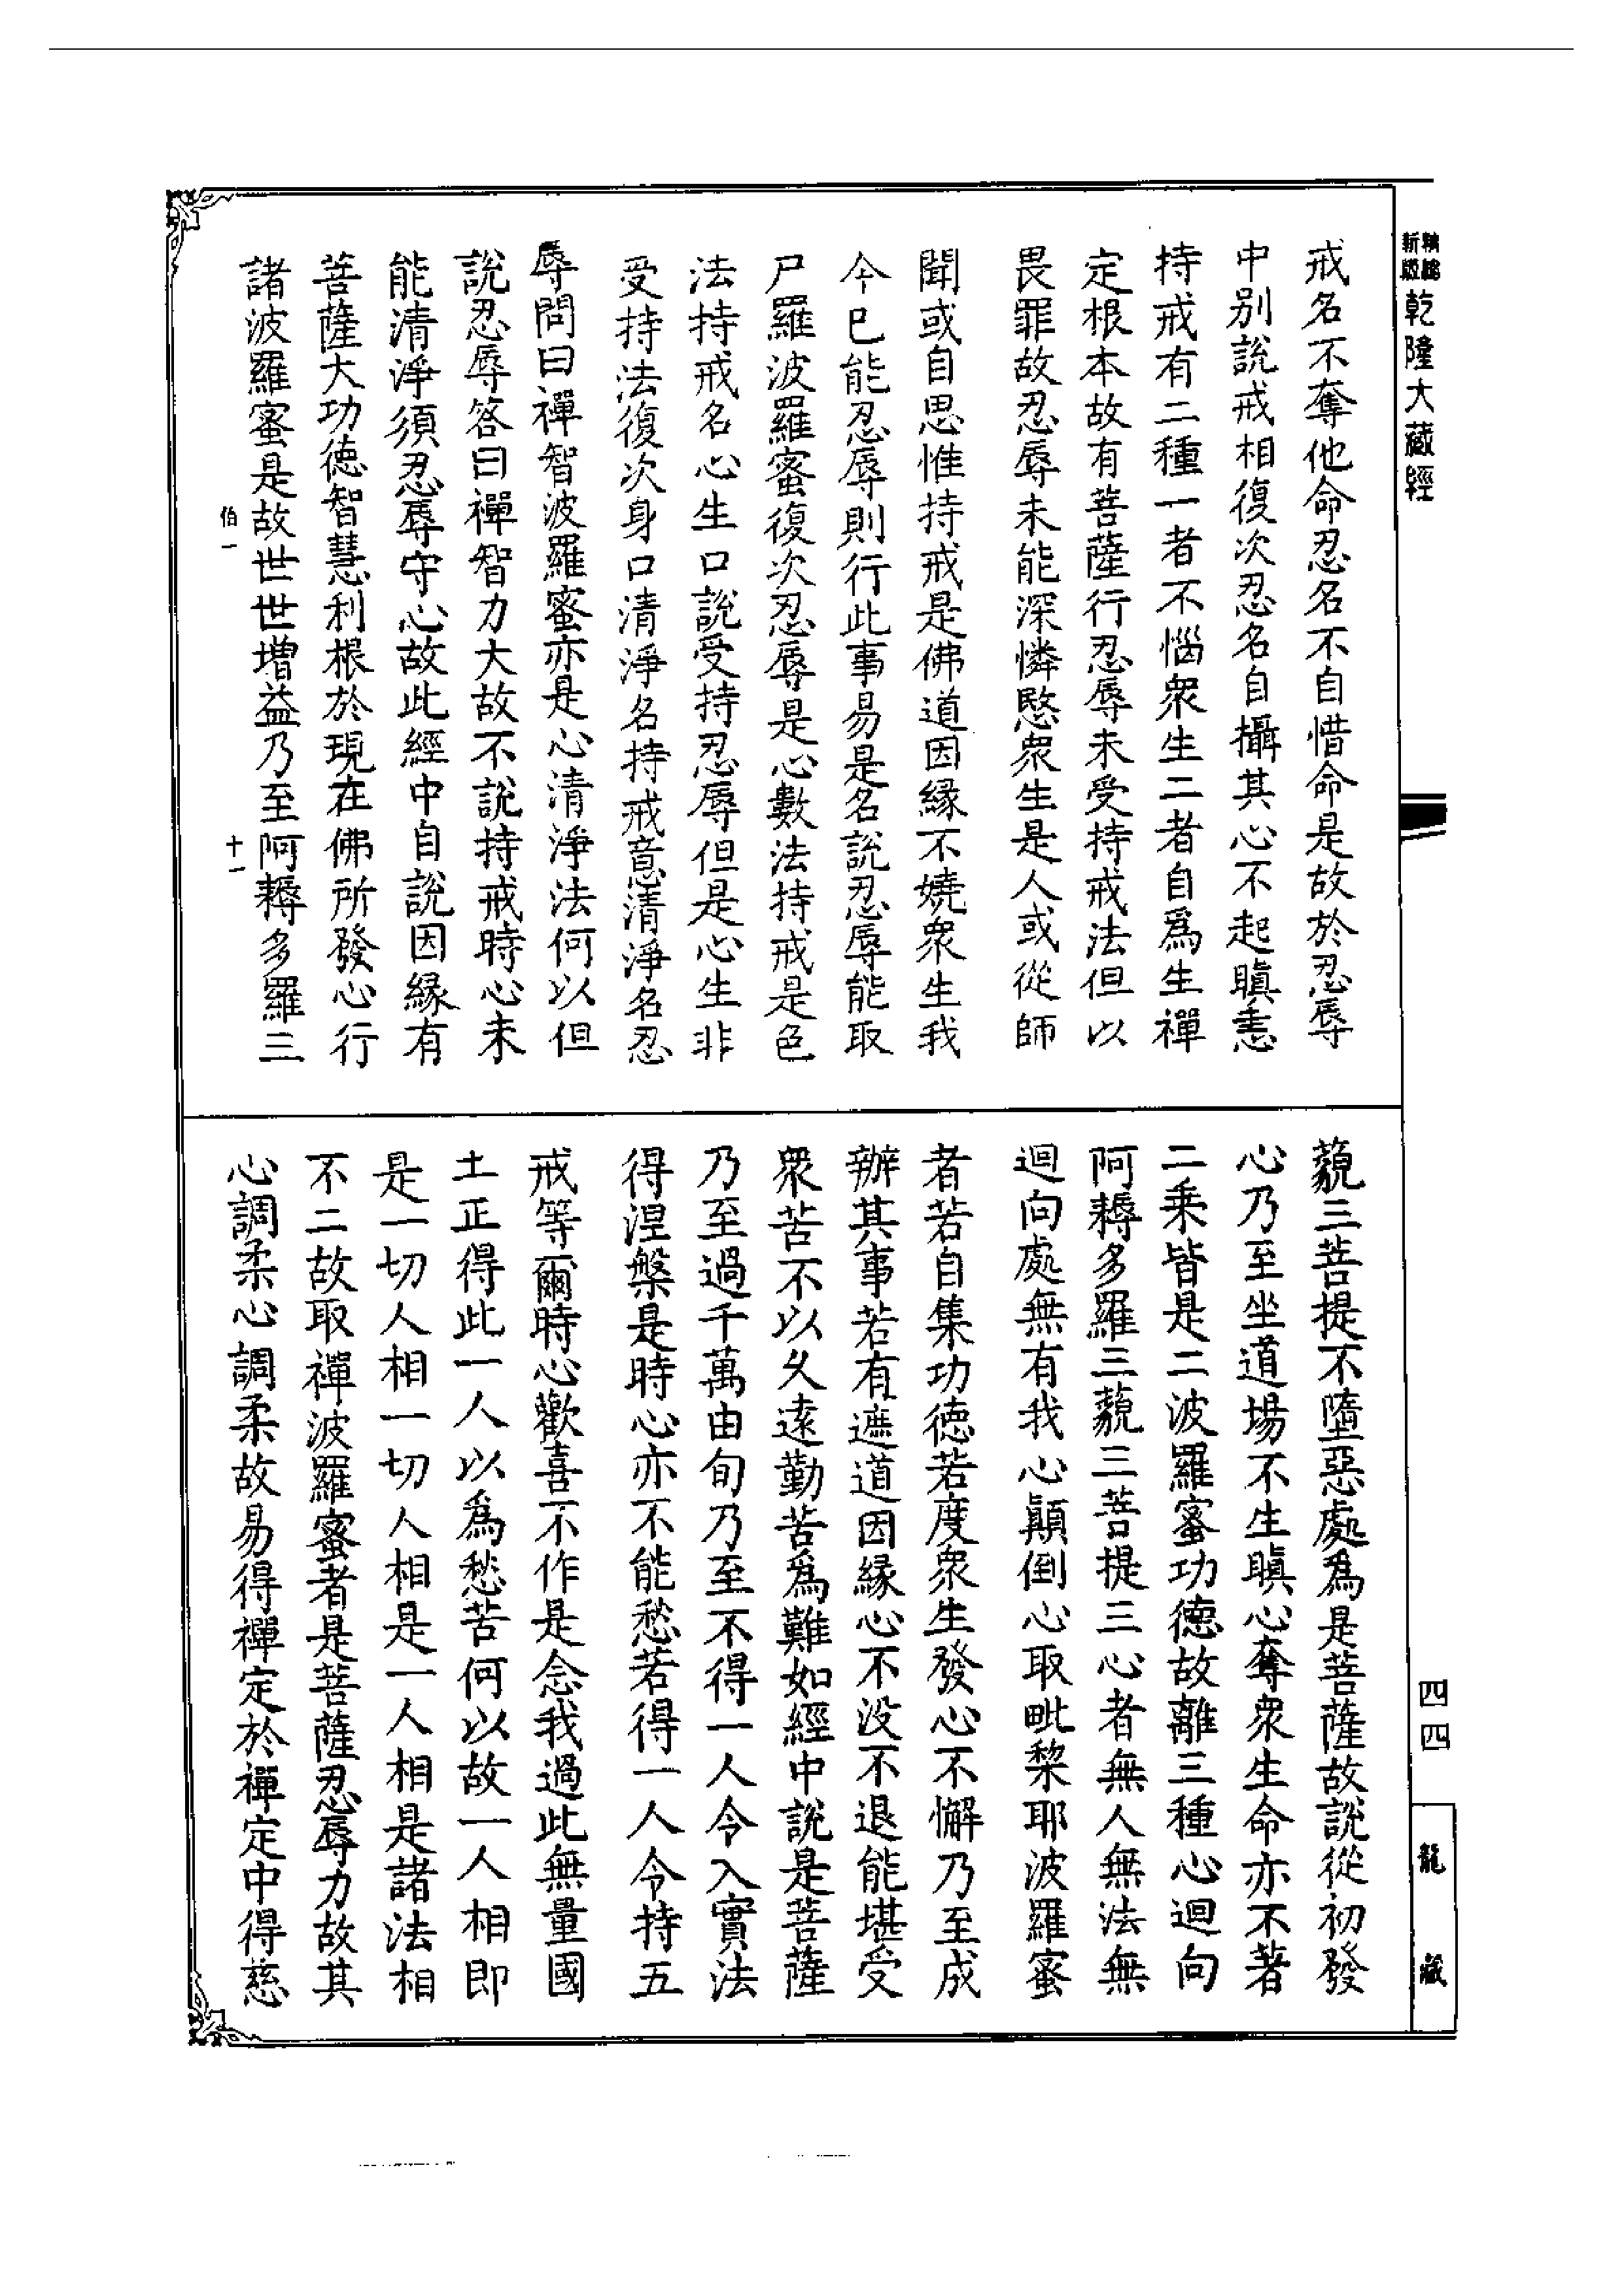 新版
乾隆大藏經
戒名不奪他命忍名不自惜命是故於忍辱
中別說戒相復次忍名自攝其心不起瞋恚
持戒有二種一者不惱衆生二者自爲生禪
定根本故有菩薩行忍辱未受持戒法但以
畏罪故忍辱未能深憐愍衆生是人或從師
聞或自思惟持戒是佛道因緣不嬈衆生我
今已能忍辱則行此事易是名說忍辱能取
尸羅波羅蜜復次忍辱是心數法持戒是色
法持戒名心生口說受持忍辱但是心生非
受持法復次身口清淨名持戒意清淨名忍
辱問曰禪智波羅蜜亦是心清淨法何以但
說忍辱答曰禪智力大故不說持戒時心未
能清淨須忍辱守心故此經中自說因緣有
菩薩大功德智慧利根於現在佛所發心行
諸波羅蜜是故世世增益乃至阿耨多羅三
伯一
十一
藐三菩提不墮惡處爲是菩薩故說從初發
心乃至坐道場不生瞋心奪衆生命亦不著
二乘皆是二波羅蜜功德故離三種心迴向
阿耨多羅三藐三菩提三心者無人無法無
迴向處無有我心顛倒心取毗棃耶波羅蜜
者若自集功德若度衆生發心不懈乃至成
辦其事若有遮道因緣心不沒不退能堪受
衆苦不以久遠勤苦爲難如經中說是菩薩
乃至過千萬由旬乃至不得一人令入實法
得涅槃是時心亦不能愁若得一人令持五
戒等爾時心歡喜不作是念我過此無量國
土正得此一人以爲愁苦何以故一人相即
是一切人相一切人相是一人相是諸法相
不二故取禪波羅蜜者是菩薩忍辱力故其
心調柔心調柔故易得禪定於禪定中得慈
四四
龍藏